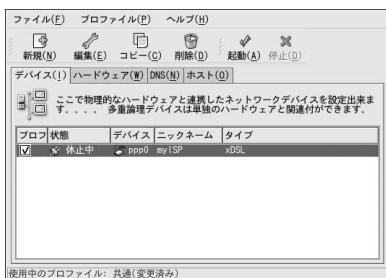 ファイル(F) プロファイル(P) ヘルプ(H)
新規(N) 編集(E) コピー(C) 削除(D) 起動(A) 停止(D)
デバイス(I) ハードウェア(W) DNS(N) ホスト(O)
ここで物理的なハードウェアと連携したネットワークデバイスを設定出来ま
す．．．． 多重論理デバイスは単独のハードウェアと関連付ができます．
プロフ 状態 デバイス ニックネーム タイプ
休止中 ppp0 myISP xDSL
使用中のプロファイル: 共通(変更済み)